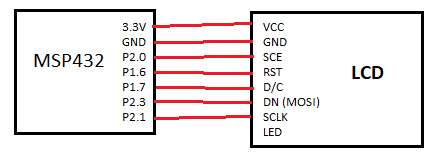 MSP432
3.3V
GND
P2.0
P1.6
P1.7
P2.3
P2.1
VCC
GND
SCE
RST
D/C
DN (MOSI)
SCLK
LED
LCD